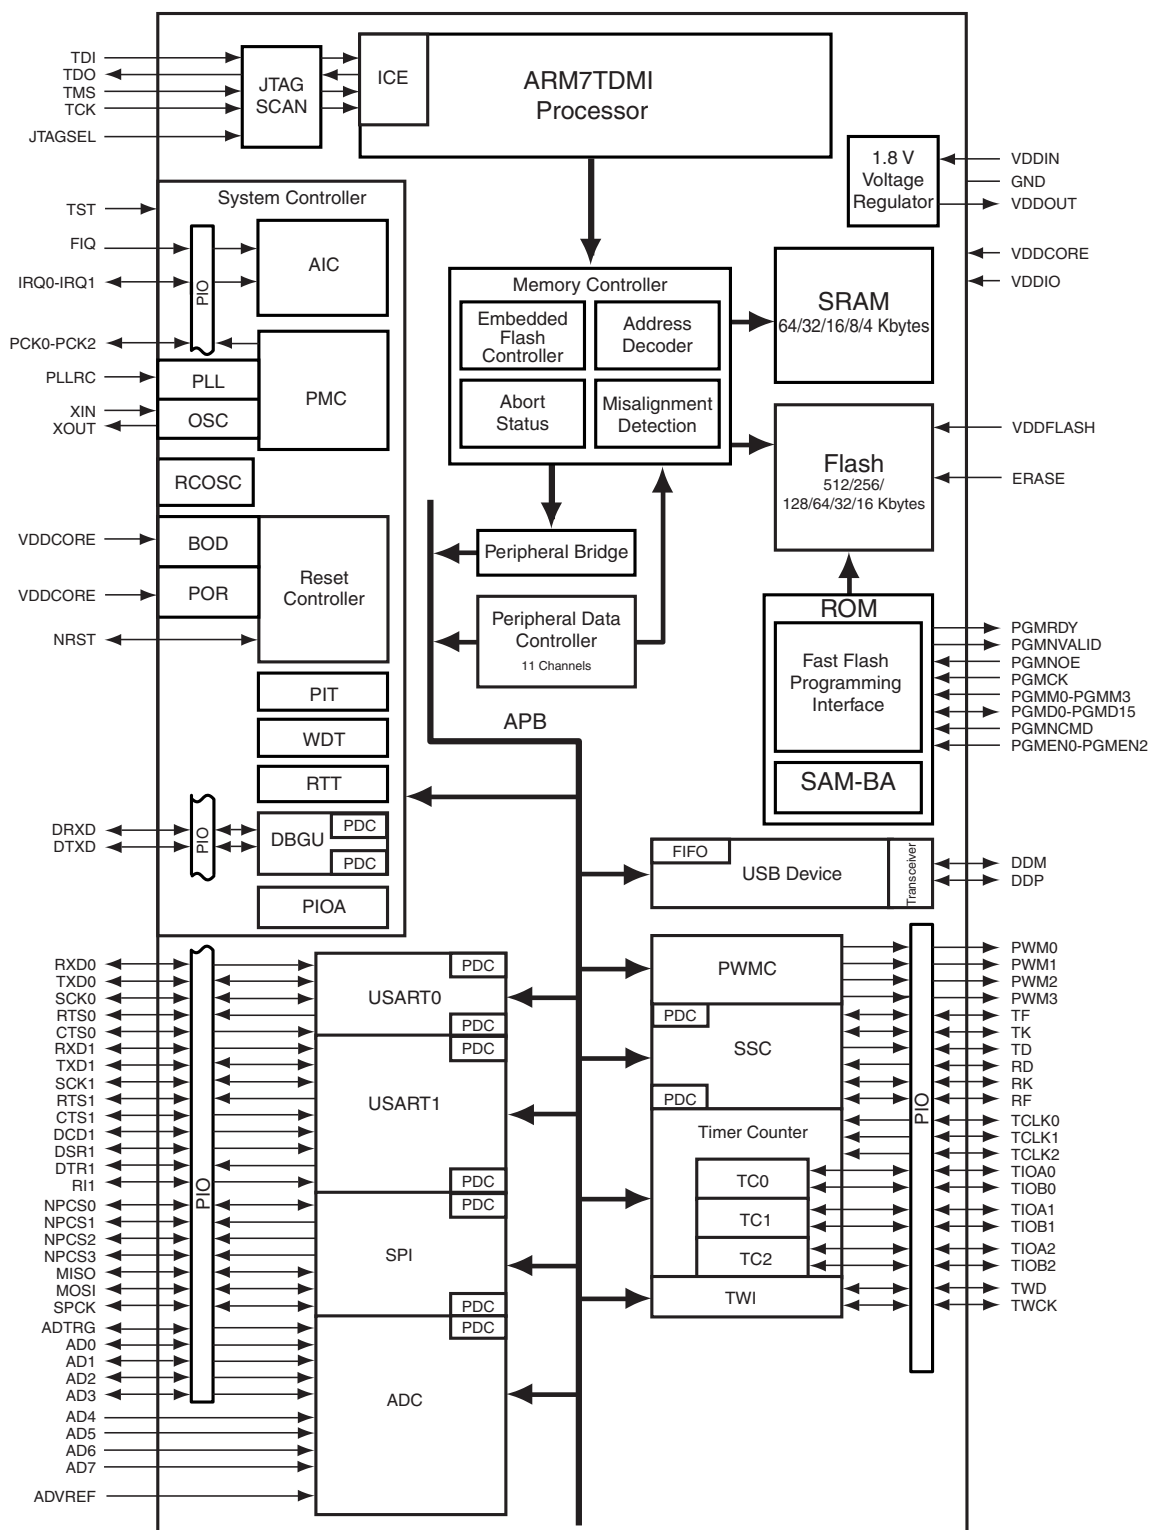 TDI
TDO
TMS
TCK
JTAGSEL
JTAG
SCAN
ICE
ARM7TDMI
Processor
1.8 V
Voltage
Regulator
VDDIN
GND
VDDOUT
VDDCORE
VDDIO
System Controller
TST
FIQ
IRQ0-IRQ1
PIO
AIC
PCK0-PCK2
PLLRC
XIN
XOUT
PLL
OSC
PMC
RCOSC
VDDCORE
VDDCORE
NRST
BOD
POR
Reset
Controller
PIT
WDT
RTT
DRXD
DTXD
PIO
DBGU
PDC
PDC
PIOA
Memory Controller
Embedded
Flash
Controller
Address
Decoder
Abort
Status
Misalignment
Detection
SRAM
64/32/16/8/4 Kbytes
Flash
512/256/
128/64/32/16 Kbytes
VDDFLASH
ERASE
Peripheral Bridge
Peripheral Data
Controller
11 Channels
APB
ROM
Fast Flash
Programming
Interface
SAM-BA
PGMRDY
PGMNVALID
PGMNOE
PGMCK
PGMM0-PGMM3
PGMD0-PGMD15
PGMNCMD
PGMEN0-PGMEN2
FIFO
USB Device
Transceiver
DDM
DDP
RXD0
TXD0
SCK0
RTS0
CTS0
RXD1
TXD1
SCK1
RTS1
CTS1
DCD1
DSR1
DTR1
RI1
NPCS0
NPCS1
NPCS2
NPCS3
MISO
MOSI
SPCK
ADTRG
AD0
AD1
AD2
AD3
AD4
AD5
AD6
AD7
ADVREF
PIO
PDC
USART0
PDC
PDC
USART1
PDC
PDC
SPI
PDC
PDC
ADC
PWMC
PDC
SSC
PDC
Timer Counter
TC0
TC1
TC2
TWI
PIO
PWM0
PWM1
PWM2
PWM3
TF
TK
TD
RD
RK
RF
TCLK0
TCLK1
TCLK2
TIOA0
TIOB0
TIOA1
TIOB1
TIOA2
TIOB2
TWD
TWCK